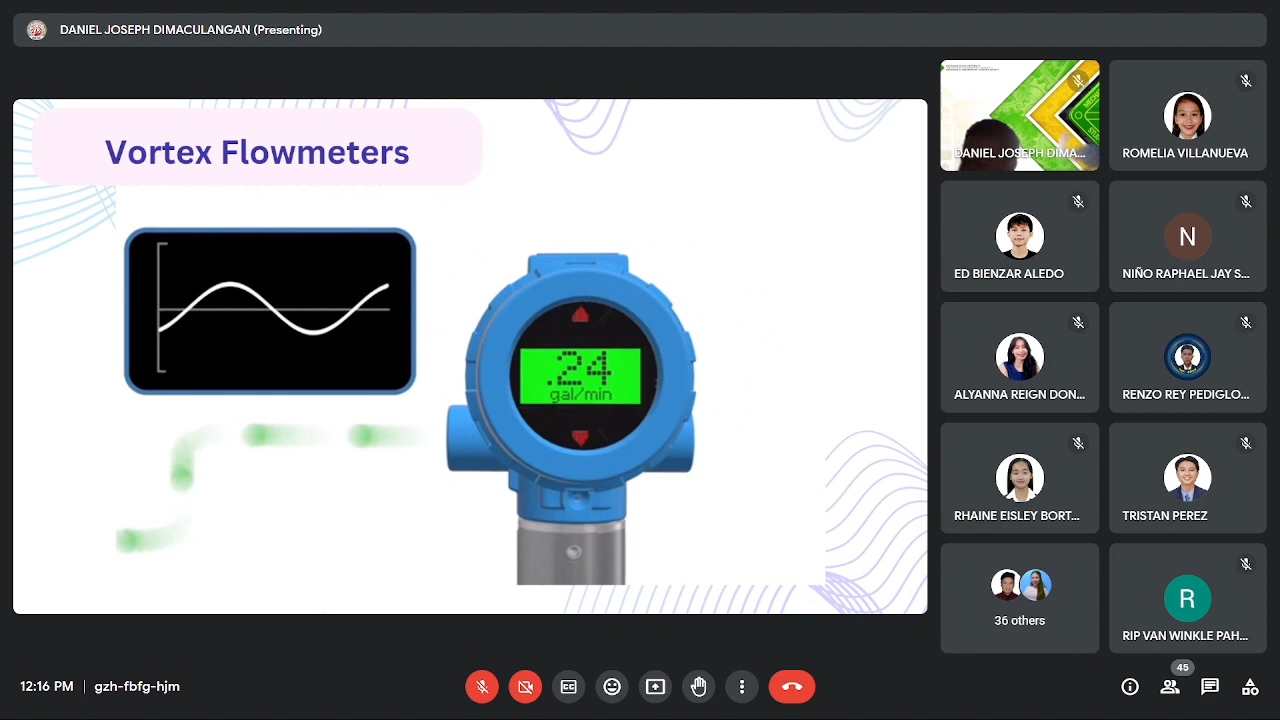 DANIEL JOSEPH DIMACULANGAN (Presenting)
Vortex Flowmeters
.24
gal/min
DANIEL JOSEPH DIMA...
ROMELIA VILLANUEVA
ED BIENZAR ALEDO
N
NIÑO RAPHAEL JAY S...
ALYANNA REIGN DON...
RENZO REY PEDIGLO...
RHAINE EISLEY BORT...
TRISTAN PEREZ
36 others
R
RIP VAN WINKLE PAH...
12:16 PM | gzh-fbfg-hjm
45